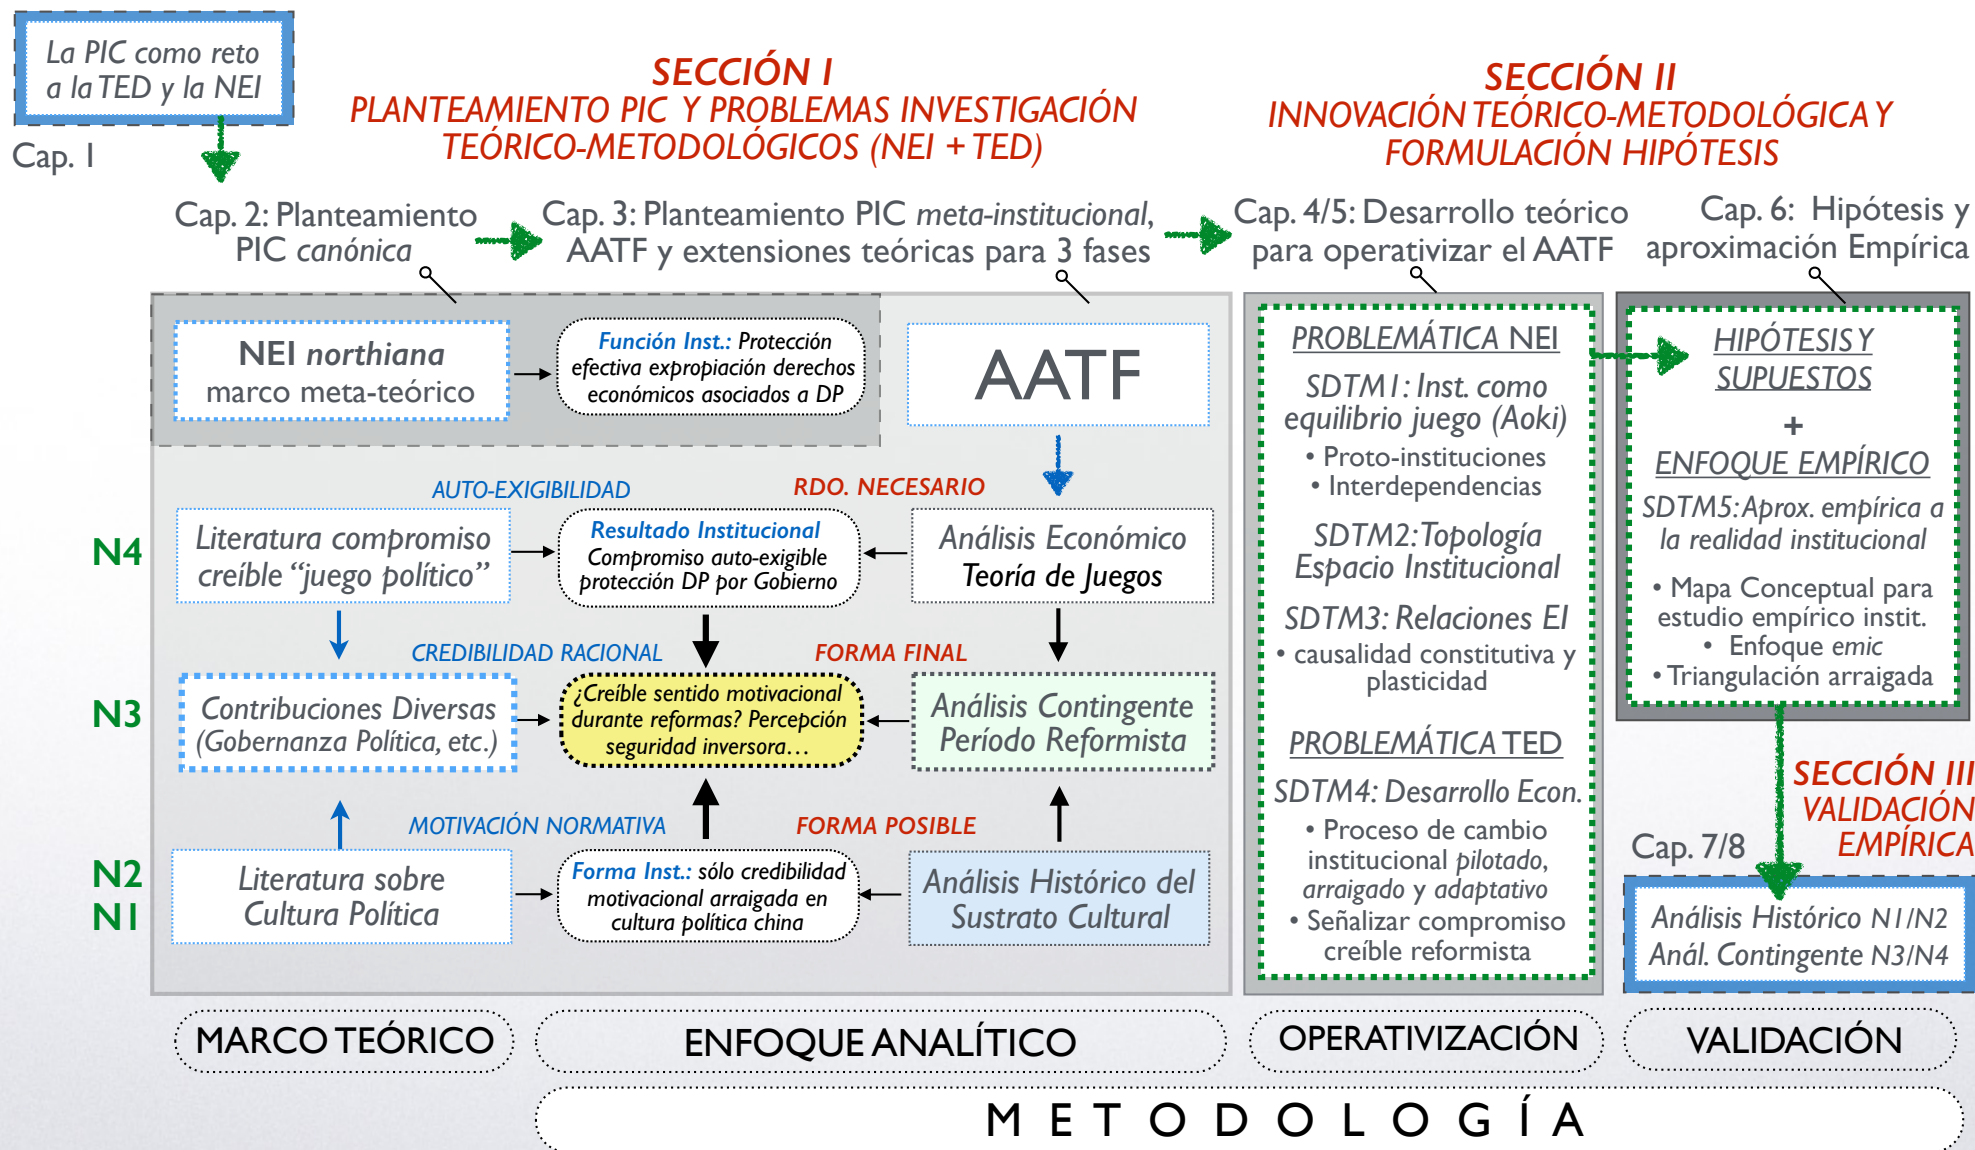 La PIC como reto
a la TED y la NEI
Cap. 1
SECCIÓN I
PLANTEAMIENTO PIC Y PROBLEMAS INVESTIGACIÓN
TEÓRICO-METODOLÓGICOS (NEI + TED)
SECCIÓN II
INNOVACIÓN TEÓRICO-METODOLÓGICA Y
FORMULACIÓN HIPÓTESIS
Cap. 2: Planteamiento
PIC canónica
Cap. 3: Planteamiento PIC meta-institucional,
AATF y extensiones teóricas para 3 fases
Cap. 4/5: Desarrollo teórico
para operativizar el AATF
Cap. 6: Hipótesis y
aproximación Empírica
NEI northiana
marco meta-teórico
Función Inst.: Protección
efectiva expropiación derechos
económicos asociados a DP
AATF
AUTO-EXIGIBILIDAD
RDO. NECESARIO
N4
Literatura compromiso
creíble “juego político”
Resultado Institucional
Compromiso auto-exigible
protección DP por Gobierno
Análisis Económico
Teoría de Juegos
CREDIBILIDAD RACIONAL
FORMA FINAL
N3
Contribuciones Diversas
(Gobernanza Política, etc.)
¿Creíble sentido motivacional
durante reformas? Percepción
seguridad inversora…
Análisis Contingente
Período Reformista
MOTIVACIÓN NORMATIVA
FORMA POSIBLE
N2
N1
Literatura sobre
Cultura Política
Forma Inst.: sólo credibilidad
motivacional arraigada en
cultura política china
Análisis Histórico del
Sustrato Cultural
PROBLEMÁTICA NEI
SDTM1: Inst. como
equilibrio juego (Aoki)
• Proto-instituciones
• Interdependencias
SDTM2: Topología
Espacio Institucional
SDTM3: Relaciones EI
• causalidad constitutiva y
plasticidad
PROBLEMÁTICA TED
SDTM4: Desarrollo Econ.
• Proceso de cambio
institucional pilotado,
arraigado y adaptativo
• Señalizar compromiso
creíble reformista
HIPÓTESIS Y
SUPUESTOS
+
ENFOQUE EMPÍRICO
SDTM5: Aprox. empírica a
la realidad institucional
• Mapa Conceptual para
estudio empírico instit.
• Enfoque emic
• Triangulación arraigada
SECCIÓN III
VALIDACIÓN
EMPÍRICA
Cap. 7/8
Análisis Histórico N1/N2
Anál. Contingente N3/N4
MARCO TEÓRICO
ENFOQUE ANALÍTICO
OPERATIVIZACIÓN
VALIDACIÓN
METODOLOGÍA